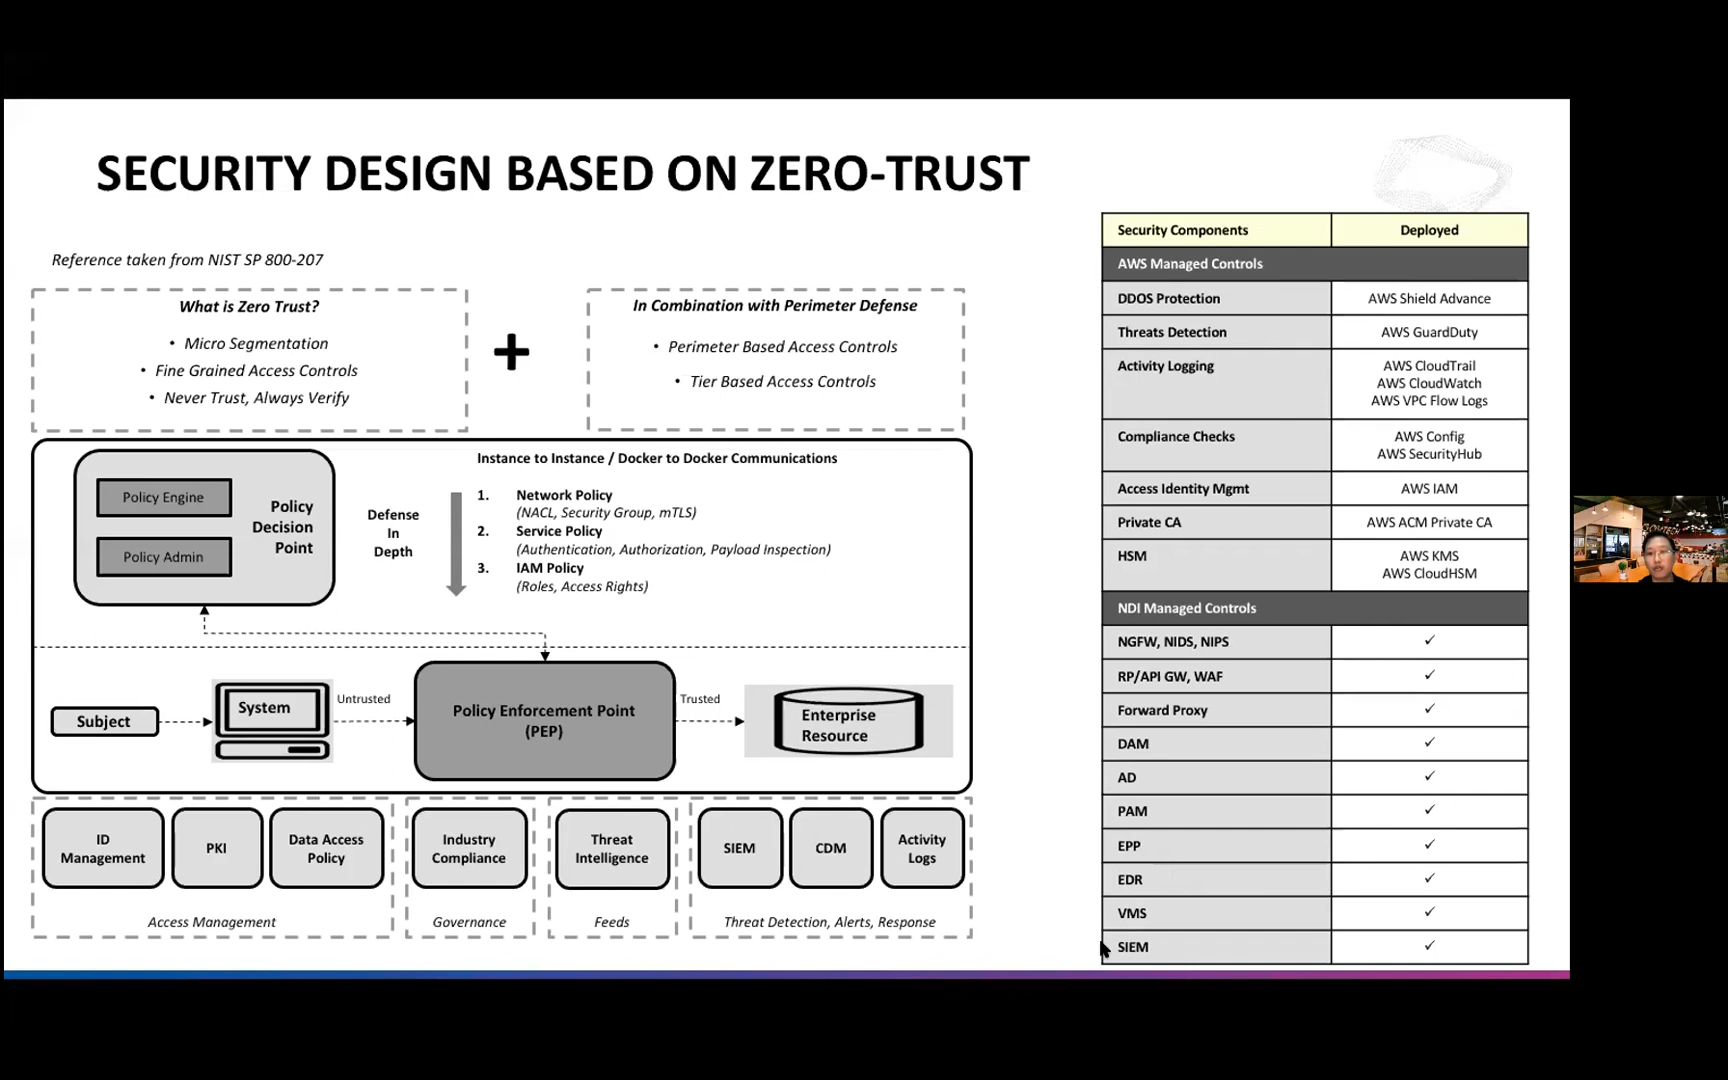 SECURITY DESIGN BASED ON ZERO-TRUST
Reference taken from NIST SP 800-207
What is Zero Trust?
• Micro Segmentation
• Fine Grained Access Controls
• Never Trust, Always Verify
+
In Combination with Perimeter Defense
• Perimeter Based Access Controls
• Tier Based Access Controls
Policy Engine
Policy Admin
Policy
Decision
Point
Defense
In
Depth
Instance to Instance / Docker to Docker Communications
1. Network Policy
(NACL, Security Group, mTLS)
2. Service Policy
(Authentication, Authorization, Payload Inspection)
3. IAM Policy
(Roles, Access Rights)
Subject
System
Untrusted
Policy Enforcement Point
(PEP)
Trusted
Enterprise
Resource
ID
Management
PKI
Data Access
Policy
Access Management
Industry
Compliance
Governance
Threat
Intelligence
Feeds
SIEM
CDM
Activity
Logs
Threat Detection, Alerts, Response
Security Components Deployed
AWS Managed Controls
DDOS Protection AWS Shield Advance
Threats Detection AWS GuardDuty
Activity Logging AWS CloudTrail
AWS CloudWatch
AWS VPC Flow Logs
Compliance Checks AWS Config
AWS SecurityHub
Access Identity Mgmt AWS IAM
Private CA AWS ACM Private CA
HSM AWS KMS
AWS CloudHSM
NDI Managed Controls
NGFW, NIDS, NIPS ✓
RP/API GW, WAF ✓
Forward Proxy ✓
DAM ✓
AD ✓
PAM ✓
EPP ✓
EDR ✓
VMS ✓
SIEM ✓